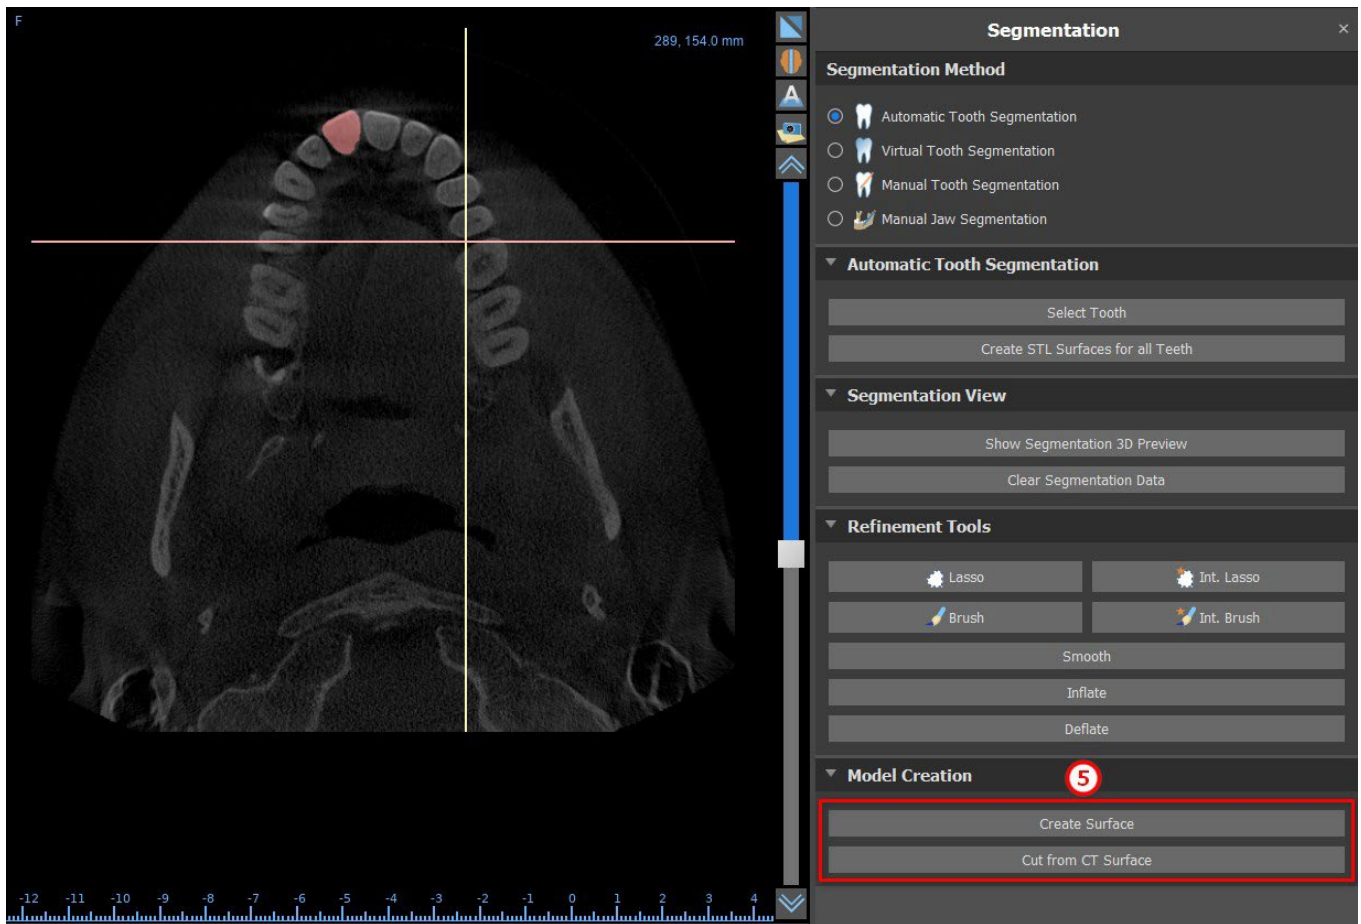 F
289, 154.0 mm
-12 -11 -10 -9 -8 -7 -6 -5 -4 -3 -2 -1 0 1 2 3 4
Segmentation ×
Segmentation Method
Automatic Tooth Segmentation
Virtual Tooth Segmentation
Manual Tooth Segmentation
Manual Jaw Segmentation
Automatic Tooth Segmentation
Select Tooth
Create STL Surfaces for all Teeth
Segmentation View
Show Segmentation 3D Preview
Clear Segmentation Data
Refinement Tools
Lasso Int. Lasso
Brush Int. Brush
Smooth
Inflate
Deflate
Model Creation 5
Create Surface
Cut from CT Surface